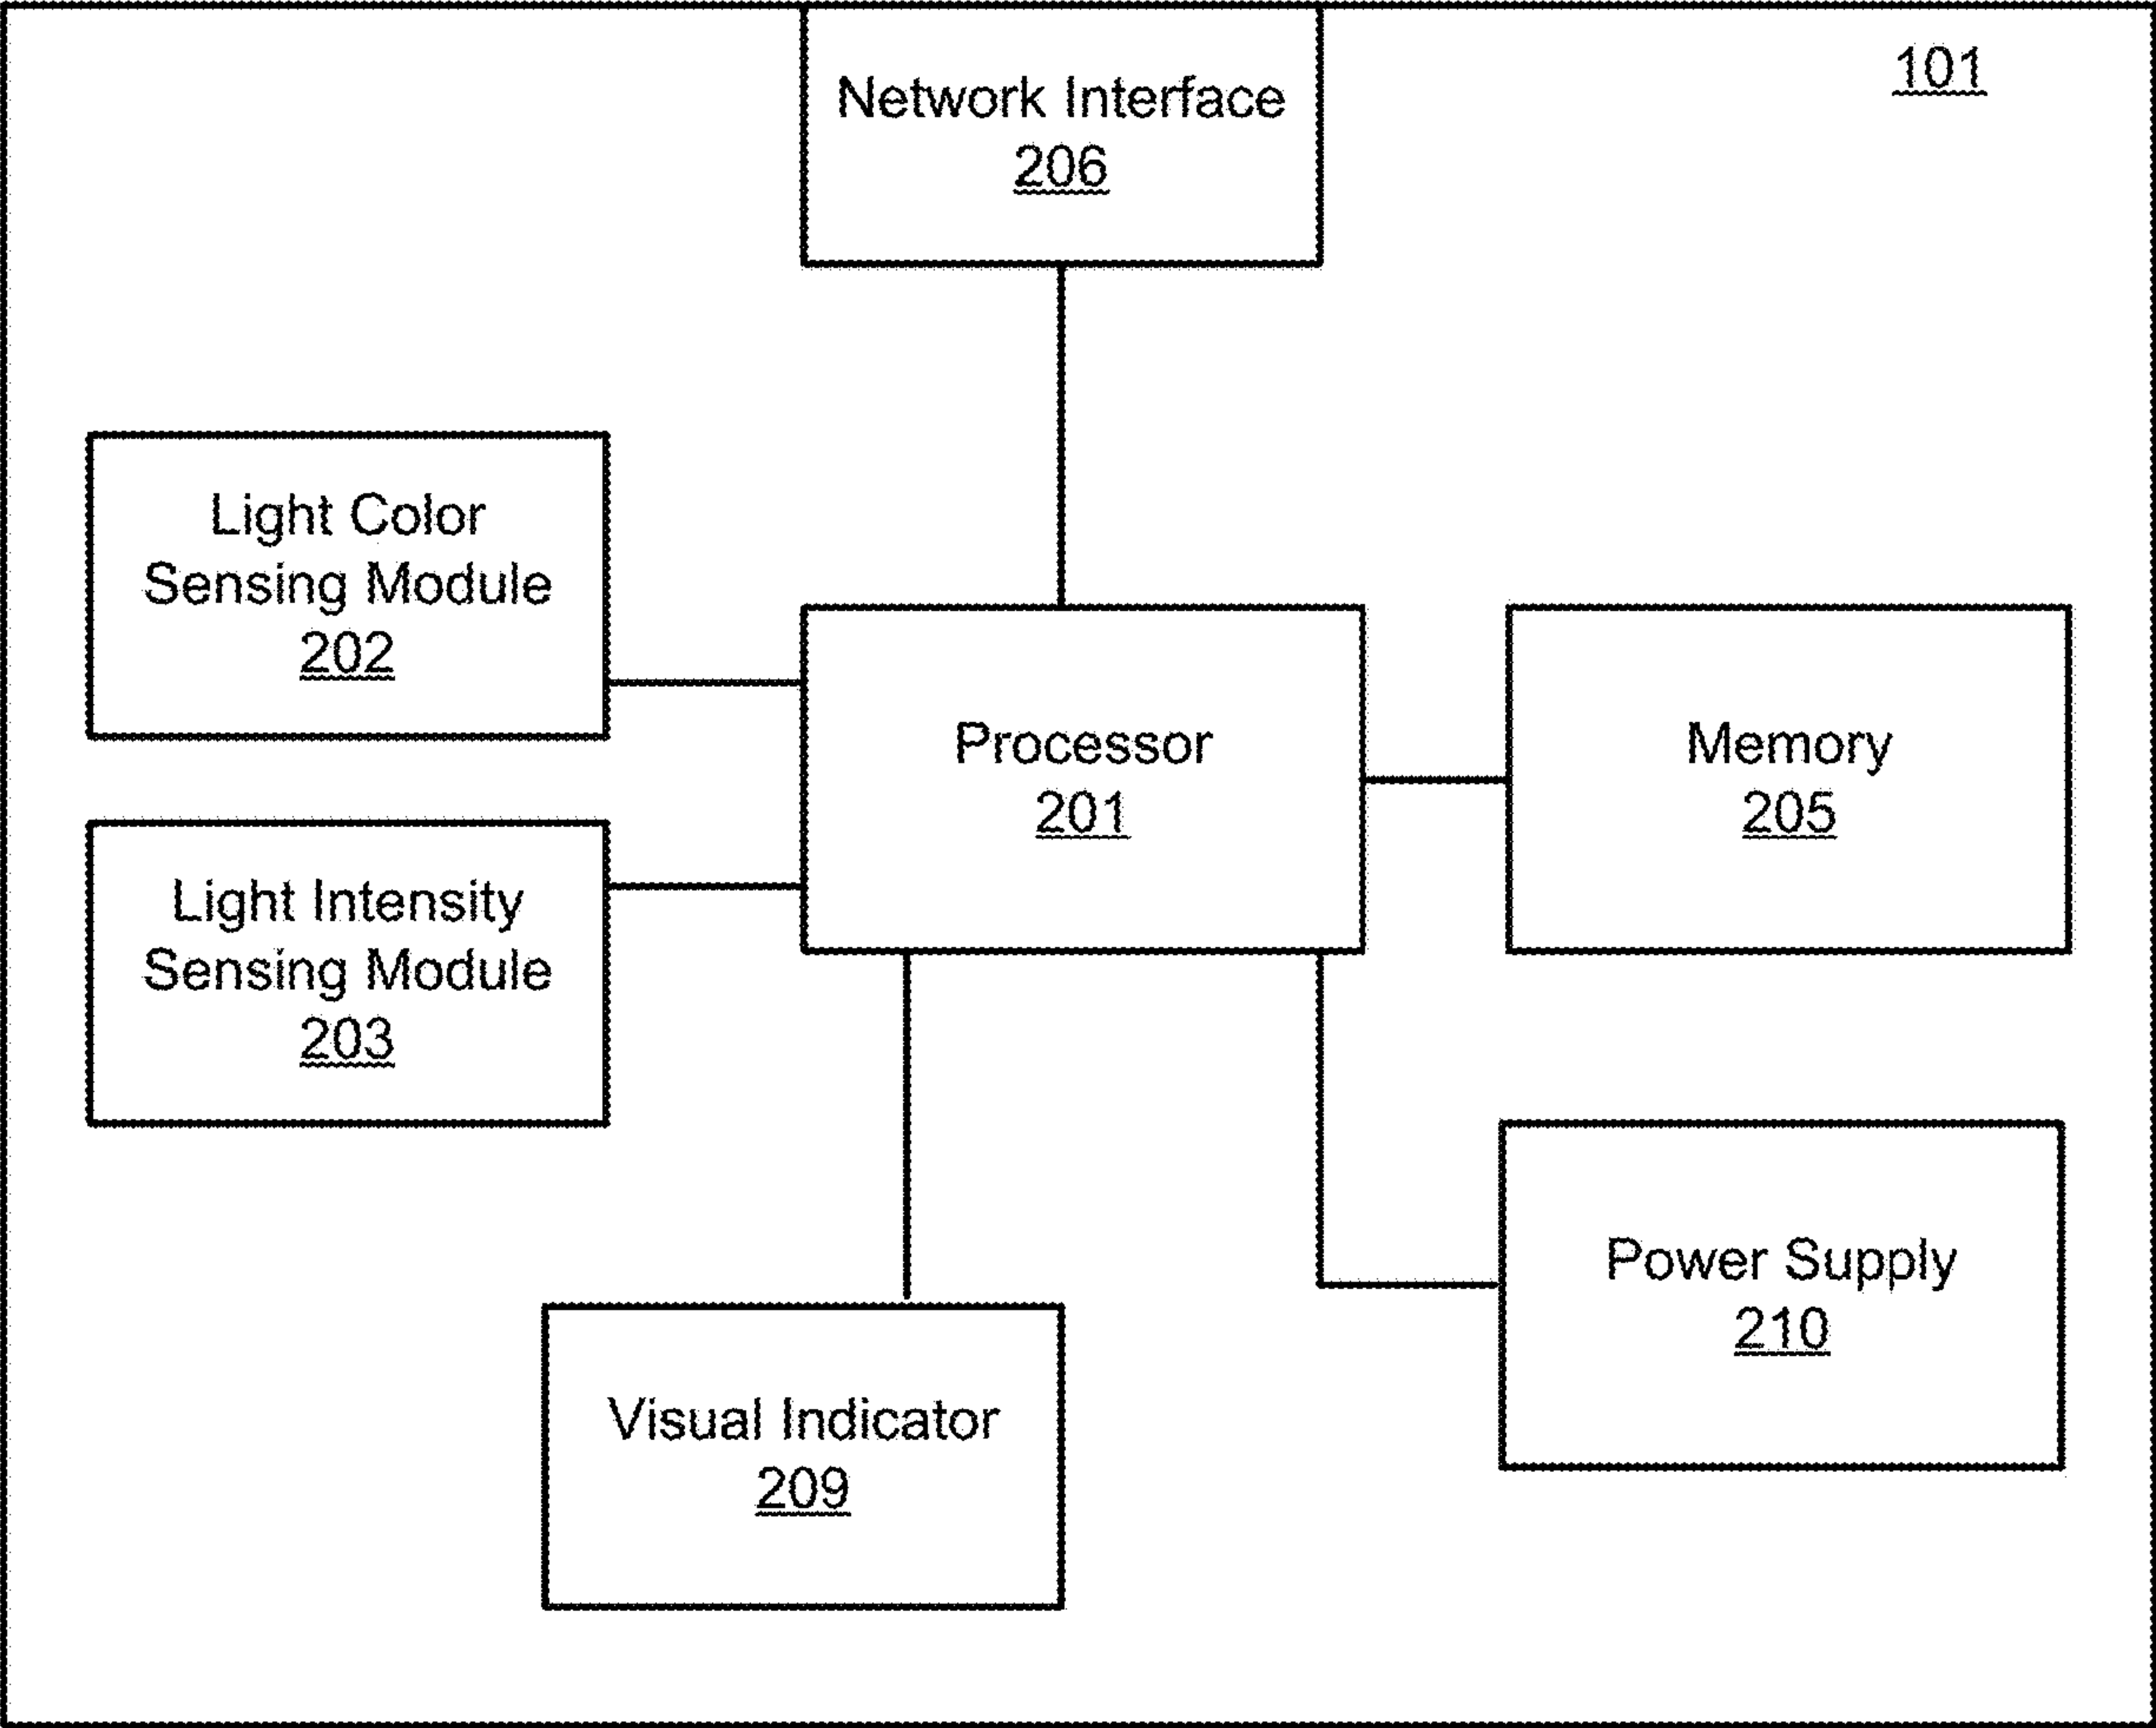 101
Network Interface
206
Light Color
Sensing Module
202
Processor
201
Memory
205
Light Intensity
Sensing Module
203
Power Supply
210
Visual Indicator
209